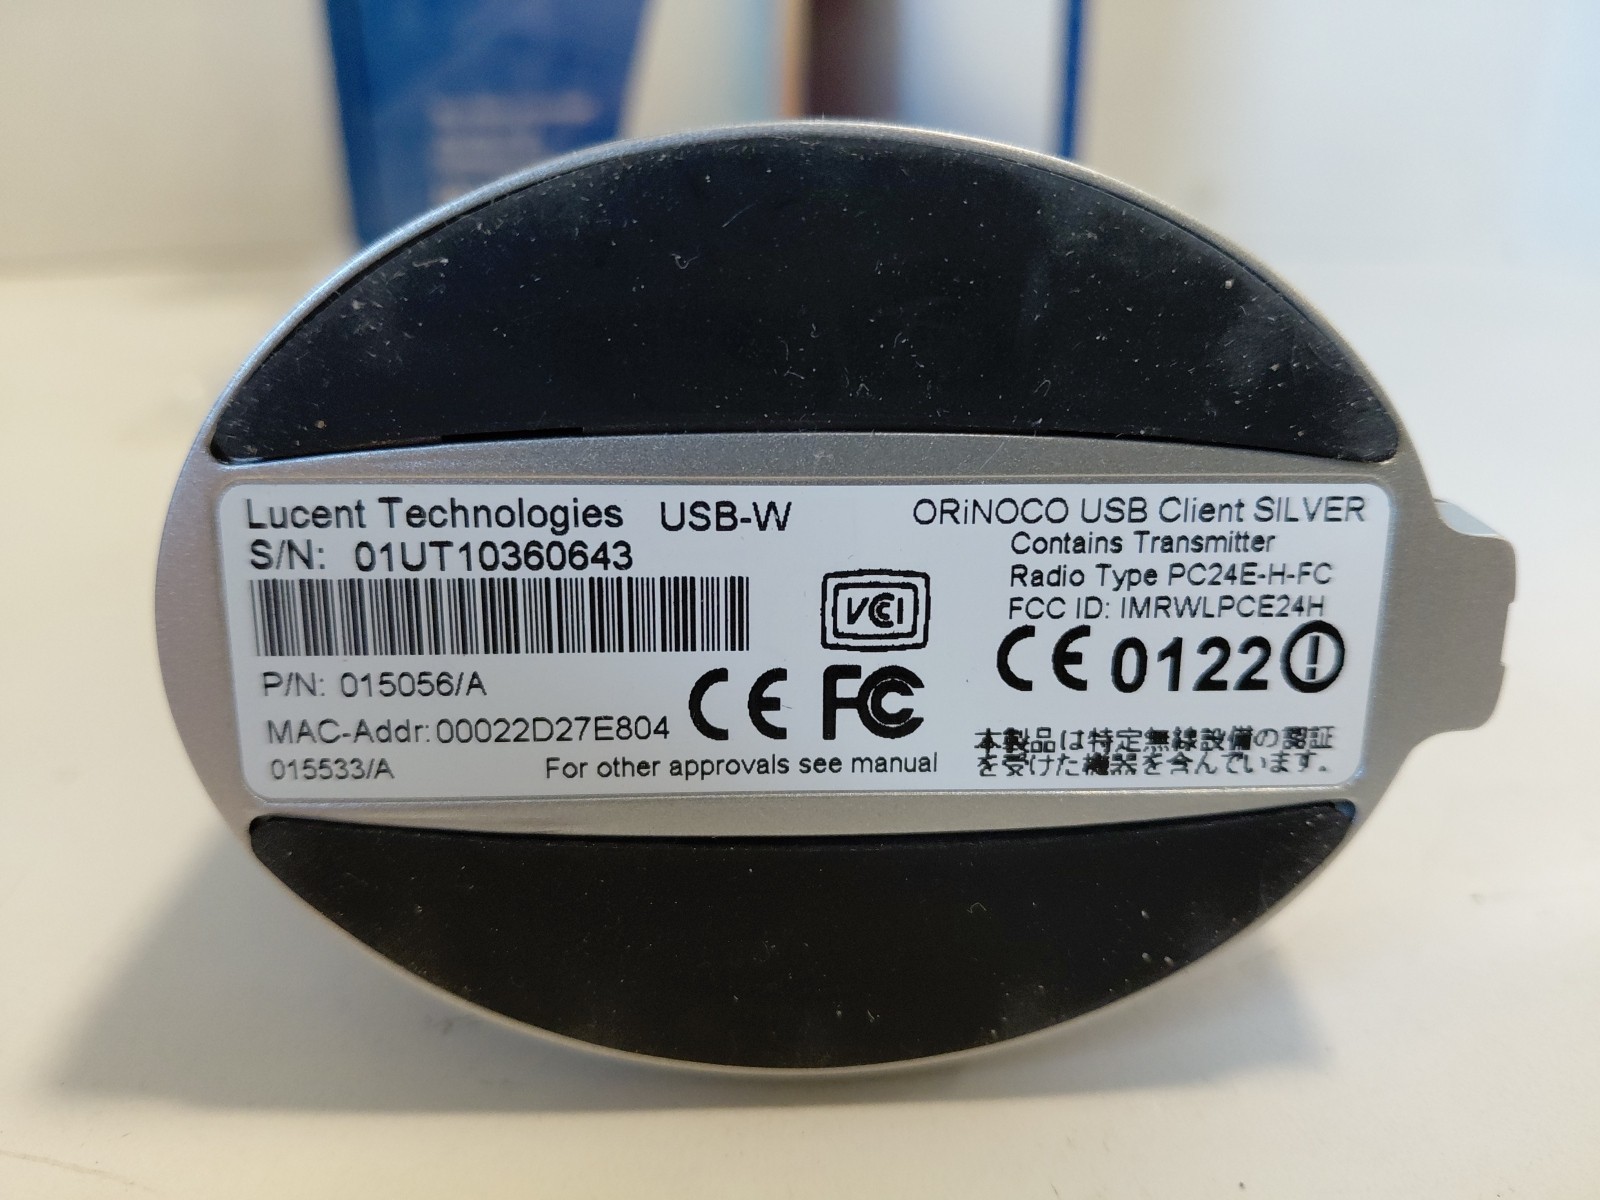 Lucent Technologies USB-W ORiNOCO USB Client SILVER
S/N: 01UT10360643
Contains Transmitter
Radio Type PC24E-H-FC
FCC ID: IMRWLPCE24H
VCCI
P/N: 015056/A
CE FC CE 0122
MAC-Addr: 00022D27E804
015533/A
For other approvals see manual
本製品は特定無線設備の認証
を受けた機器を含んでいます。